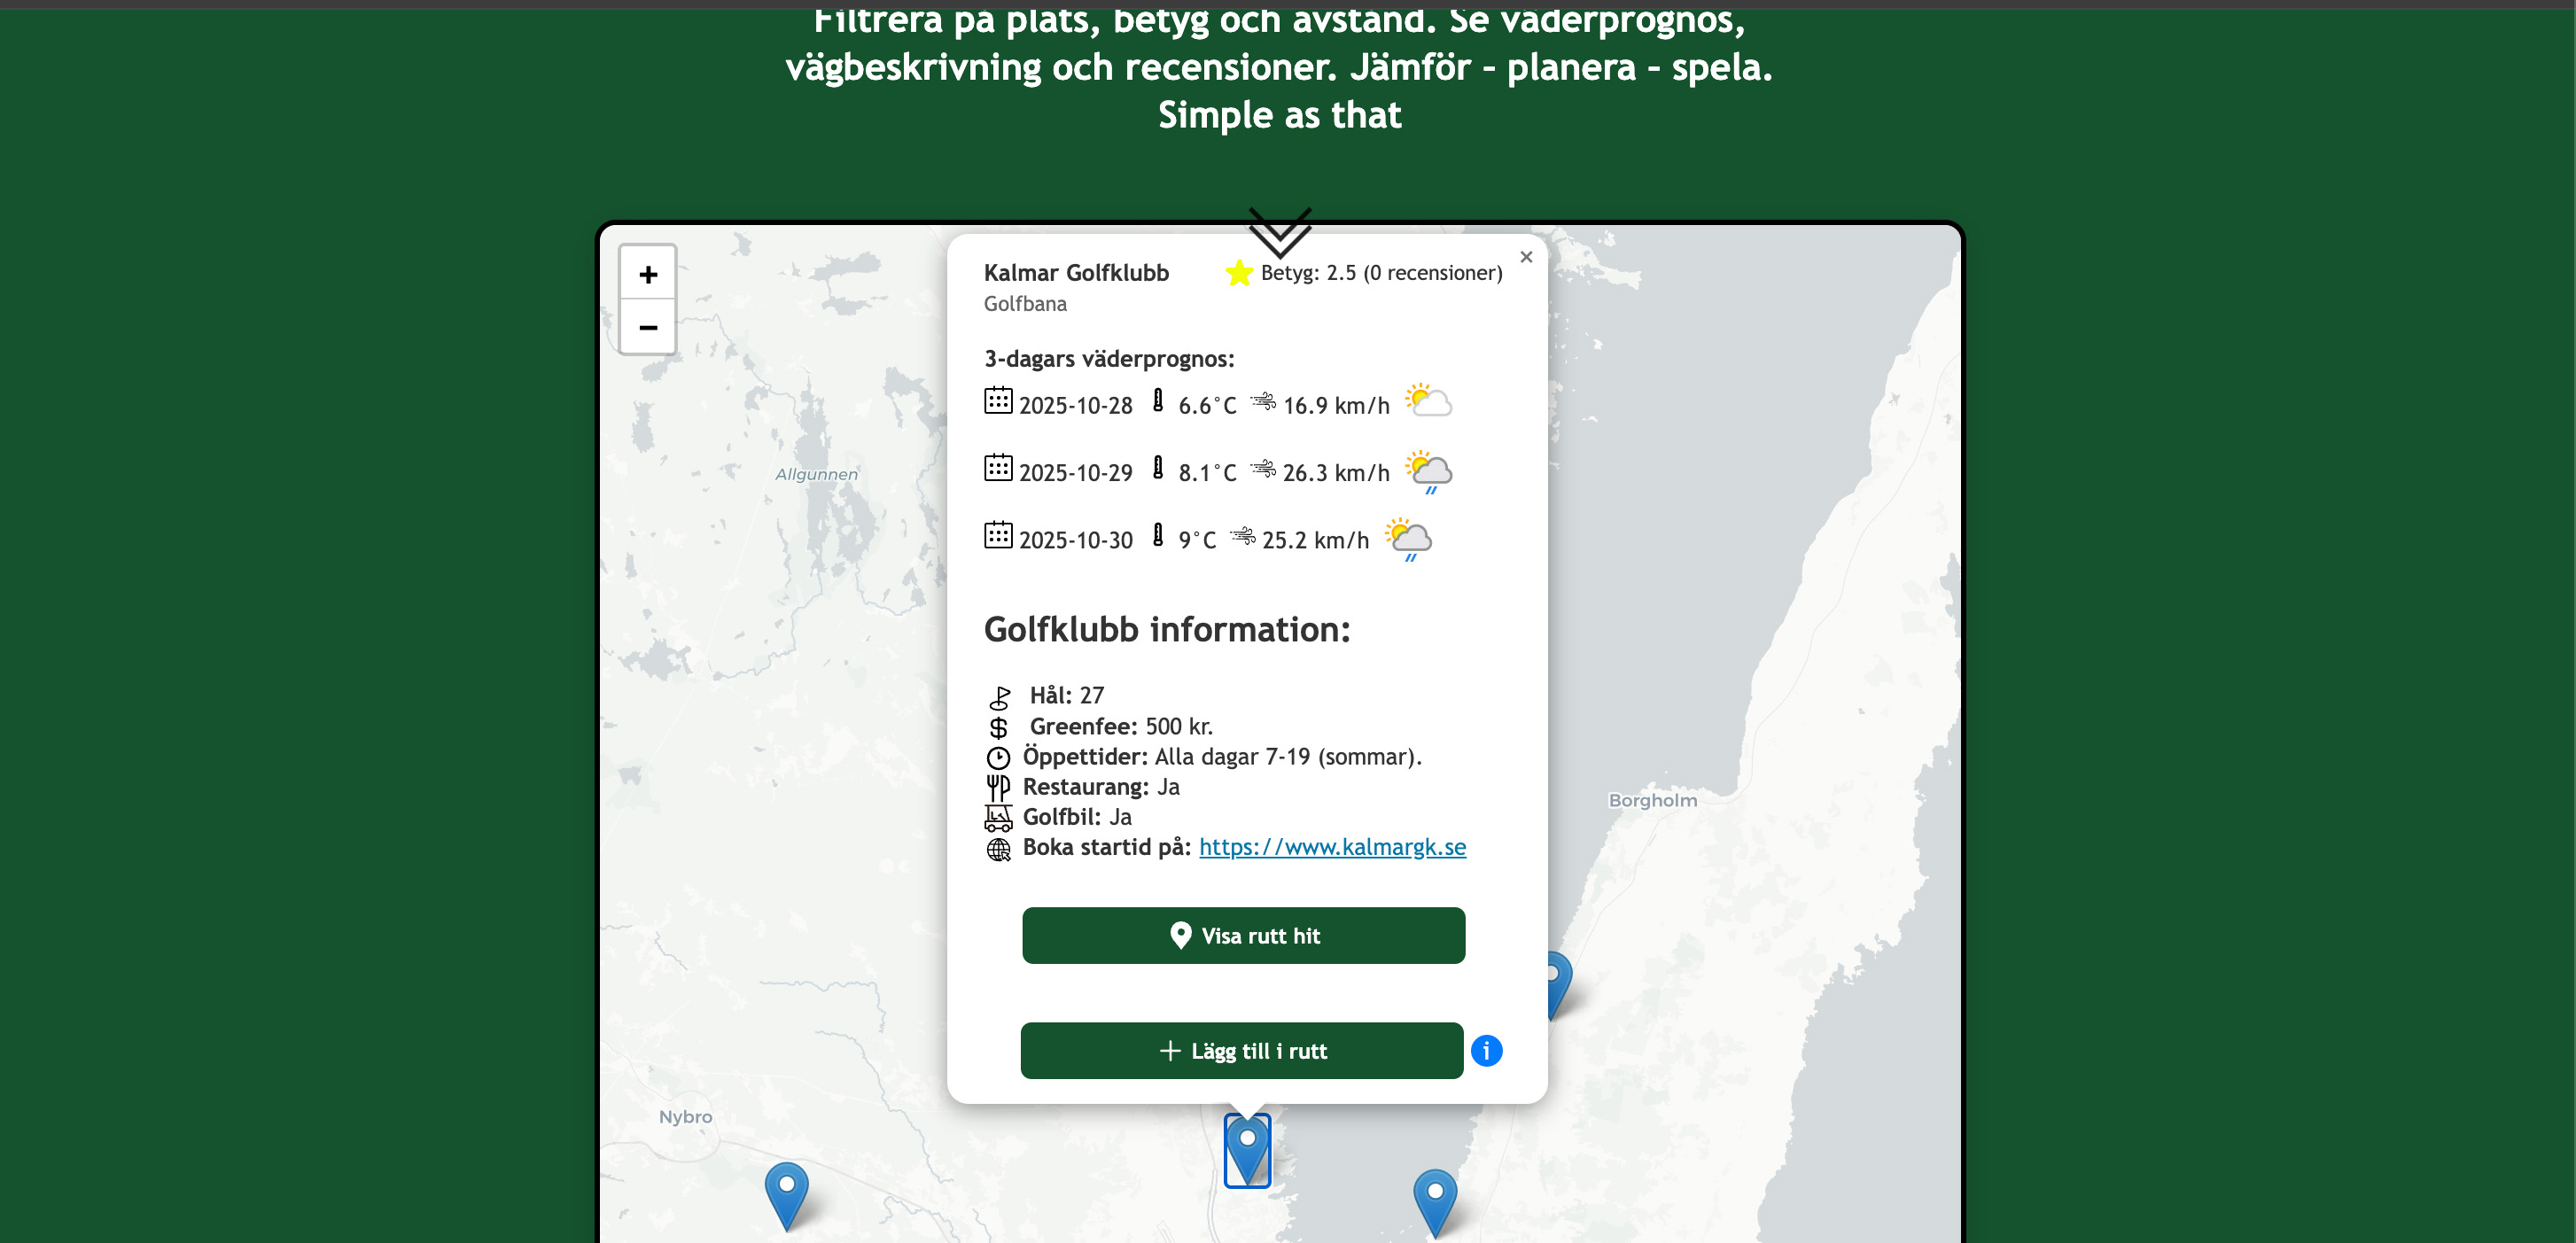 Filtrera på plats, betyg och avstånd. Se väderprognos,
vägbeskrivning och recensioner. Jämför - planera - spela.
Simple as that
+
−
Kalmar Golfklubb
Betyg: 2.5 (0 recensioner)
×
Golfbana
3-dagars väderprognos:
2025-10-28 6.6°C 16.9 km/h
2025-10-29 8.1°C 26.3 km/h
2025-10-30 9°C 25.2 km/h
Golfklubb information:
Hål: 27
Greenfee: 500 kr.
Öppettider: Alla dagar 7-19 (sommar).
Restaurang: Ja
Golfbil: Ja
Boka startid på: https://www.kalmargk.se
Visa rutt hit
+ Lägg till i rutt
i
Allgunnen
Borgholm
Nybro